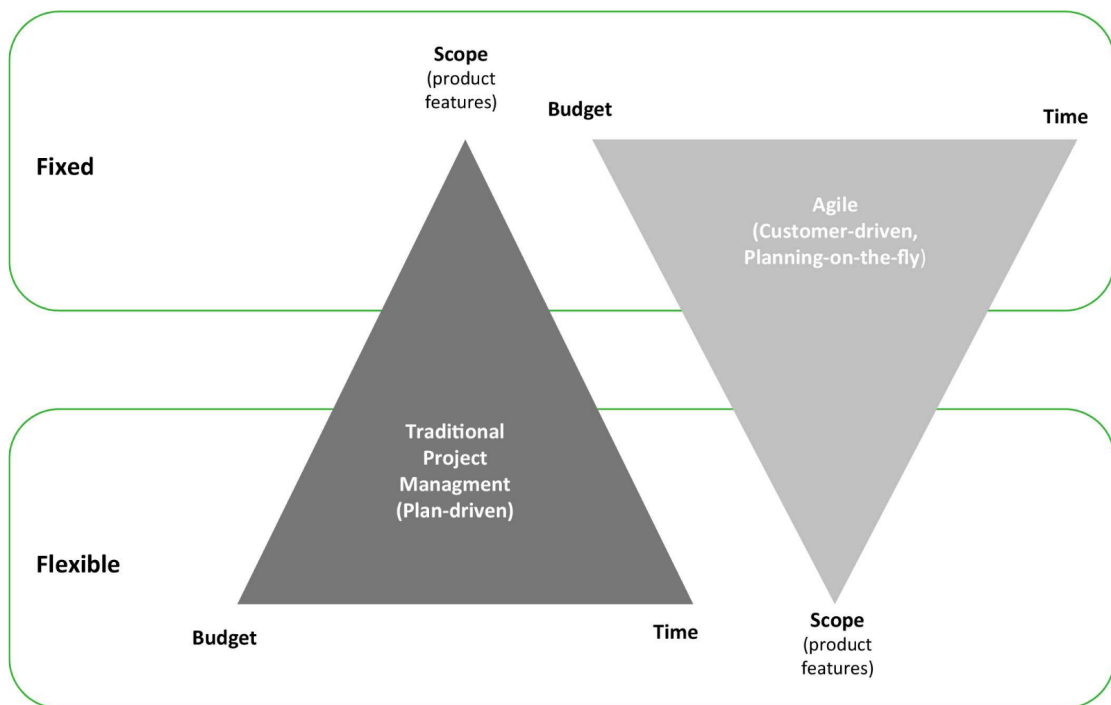 Scope
(product
features)
Budget
Time
Fixed
Agile
(Customer-driven,
Planning-on-the-fly)
Traditional
Project
Managment
(Plan-driven)
Flexible
Budget
Time
Scope
(product
features)